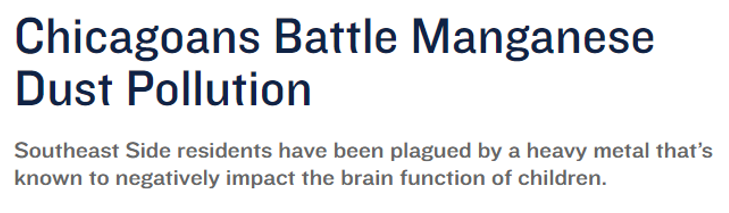 Chicagoans Battle Manganese
Dust Pollution
Southeast Side residents have been plagued by a heavy metal that’s
known to negatively impact the brain function of children.